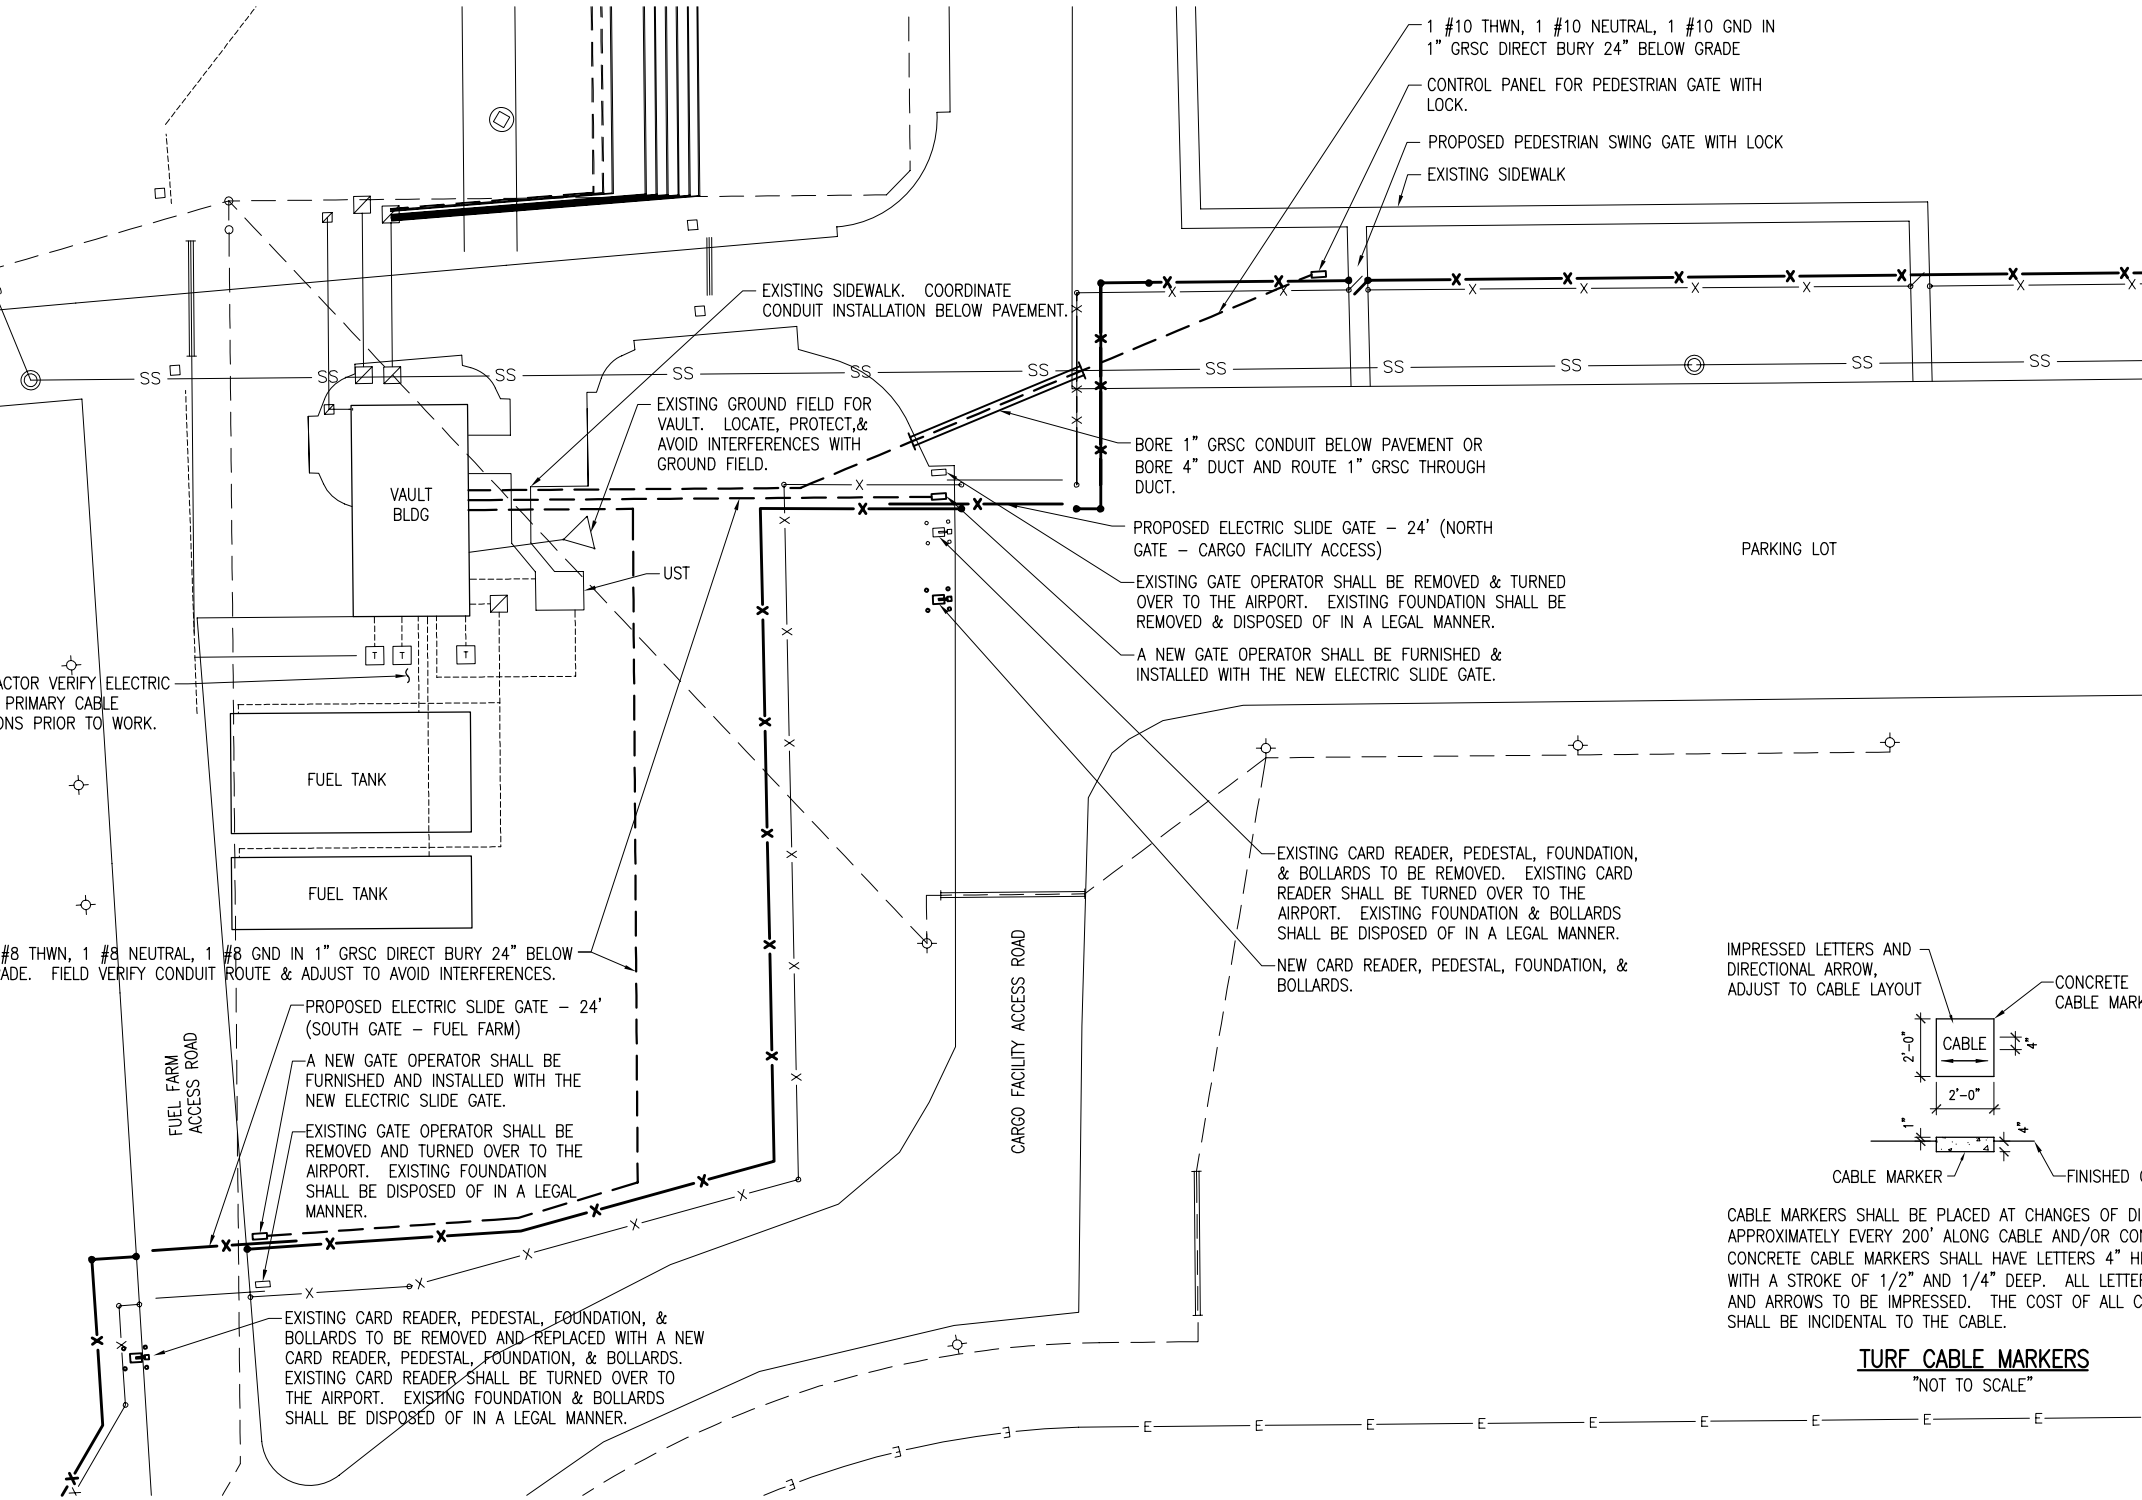 1 #10 THWN, 1 #10 NEUTRAL, 1 #10 GND IN
1" GRSC DIRECT BURY 24" BELOW GRADE
CONTROL PANEL FOR PEDESTRIAN GATE WITH
LOCK.
PROPOSED PEDESTRIAN SWING GATE WITH LOCK
EXISTING SIDEWALK
EXISTING SIDEWALK. COORDINATE
CONDUIT INSTALLATION BELOW PAVEMENT.
EXISTING GROUND FIELD FOR
VAULT. LOCATE, PROTECT,&
AVOID INTERFERENCES WITH
GROUND FIELD.
BORE 1" GRSC CONDUIT BELOW PAVEMENT OR
BORE 4" DUCT AND ROUTE 1" GRSC THROUGH
DUCT.
VAULT
BLDG
PROPOSED ELECTRIC SLIDE GATE – 24' (NORTH
GATE – CARGO FACILITY ACCESS)
PARKING LOT
UST
EXISTING GATE OPERATOR SHALL BE REMOVED & TURNED
OVER TO THE AIRPORT. EXISTING FOUNDATION SHALL BE
REMOVED & DISPOSED OF IN A LEGAL MANNER.
A NEW GATE OPERATOR SHALL BE FURNISHED &
INSTALLED WITH THE NEW ELECTRIC SLIDE GATE.
T T T
VERIFY ELECTRIC
PRIMARY CABLE
PRIOR TO WORK.
FUEL TANK
FUEL TANK
EXISTING CARD READER, PEDESTAL, FOUNDATION,
& BOLLARDS TO BE REMOVED. EXISTING CARD
READER SHALL BE TURNED OVER TO THE
AIRPORT. EXISTING FOUNDATION & BOLLARDS
SHALL BE DISPOSED OF IN A LEGAL MANNER.
NEW CARD READER, PEDESTAL, FOUNDATION, &
BOLLARDS.
#8 THWN, 1 #8 NEUTRAL, 1 #8 GND IN 1" GRSC DIRECT BURY 24" BELOW
FIELD VERIFY CONDUIT ROUTE & ADJUST TO AVOID INTERFERENCES.
PROPOSED ELECTRIC SLIDE GATE – 24'
(SOUTH GATE – FUEL FARM)
A NEW GATE OPERATOR SHALL BE
FURNISHED AND INSTALLED WITH THE
NEW ELECTRIC SLIDE GATE.
EXISTING GATE OPERATOR SHALL BE
REMOVED AND TURNED OVER TO THE
AIRPORT. EXISTING FOUNDATION
SHALL BE DISPOSED OF IN A LEGAL
MANNER.
FUEL FARM
ACCESS ROAD
CARGO FACILITY ACCESS ROAD
EXISTING CARD READER, PEDESTAL, FOUNDATION, &
BOLLARDS TO BE REMOVED AND REPLACED WITH A NEW
CARD READER, PEDESTAL, FOUNDATION, & BOLLARDS.
EXISTING CARD READER SHALL BE TURNED OVER TO
THE AIRPORT. EXISTING FOUNDATION & BOLLARDS
SHALL BE DISPOSED OF IN A LEGAL MANNER.
IMPRESSED LETTERS AND
DIRECTIONAL ARROW,
ADJUST TO CABLE LAYOUT
CONCRETE
CABLE
CABLE
2'-0"
4"
2'-0"
1"
4"
CABLE MARKER
FINISHED
CABLE MARKERS SHALL BE PLACED AT CHANGES OF
APPROXIMATELY EVERY 200' ALONG CABLE AND/OR
CONCRETE CABLE MARKERS SHALL HAVE LETTERS 4"
WITH A STROKE OF 1/2" AND 1/4" DEEP. ALL
AND ARROWS TO BE IMPRESSED. THE COST OF ALL
SHALL BE INCIDENTAL TO THE CABLE.
TURF CABLE MARKERS
"NOT TO SCALE"
SS SS SS SS SS SS SS SS SS SS SS
E E E E E E E E E E E E